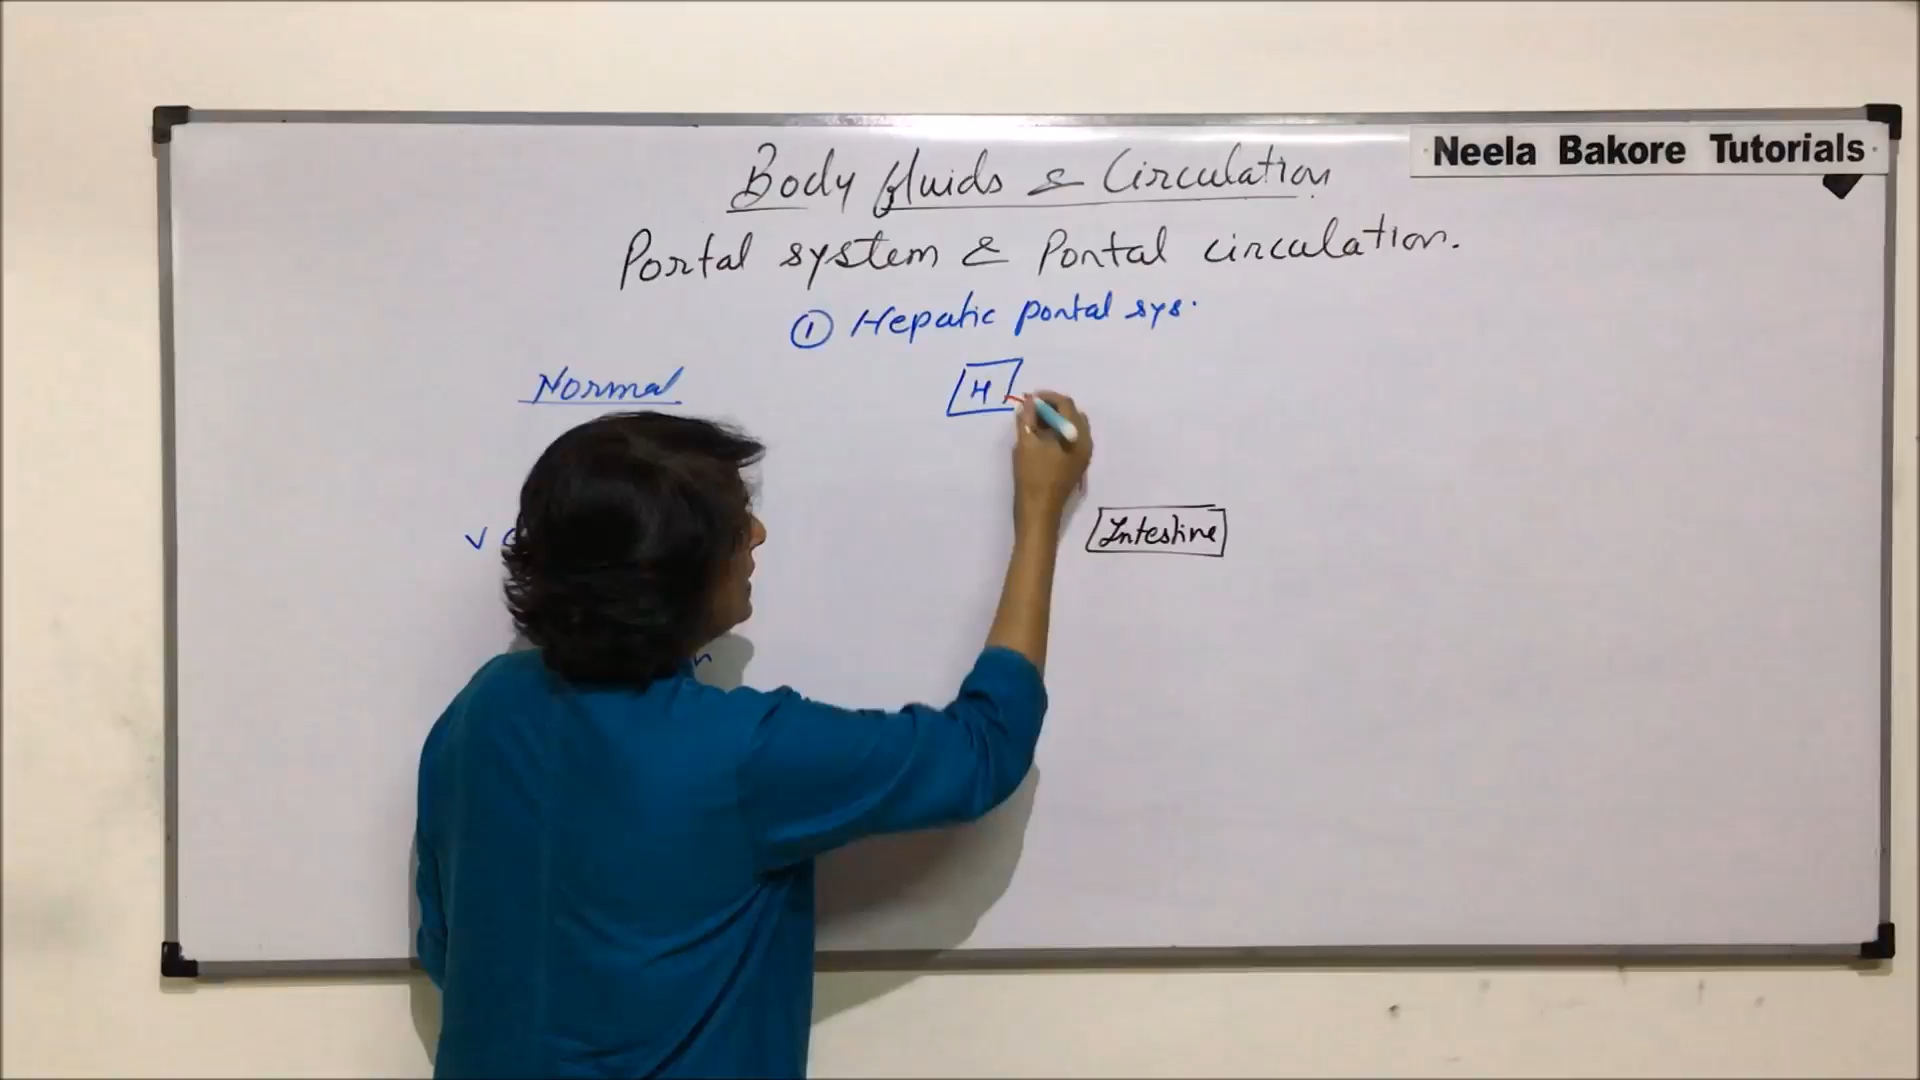 Neela Bakore Tutorials
Body fluids & Circulation
Portal system & Portal circulation.
① Hepatic portal sys.
Normal
H
Intestine